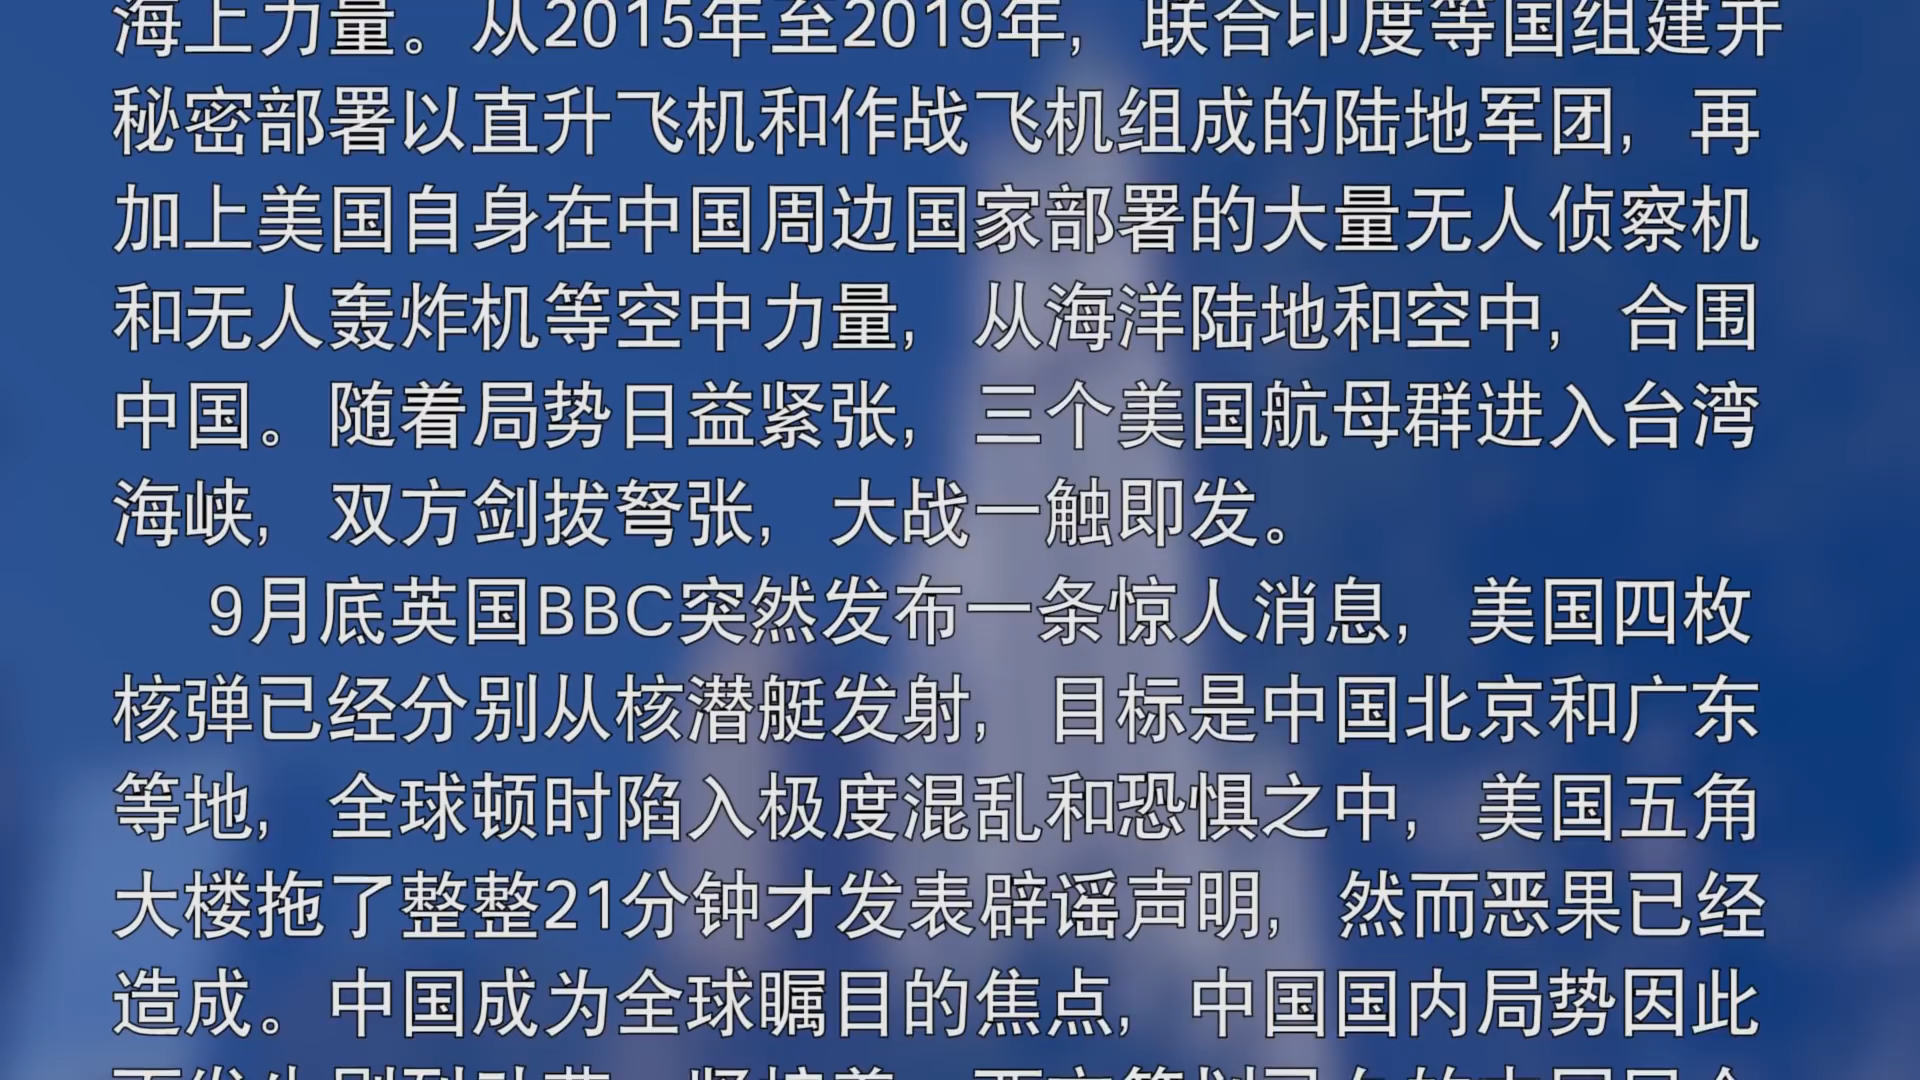 海上力量。从2015年至2019年，联合印度等国组建并
秘密部署以直升飞机和作战飞机组成的陆地军团，再
加上美国自身在中国周边国家部署的大量无人侦察机
和无人轰炸机等空中力量，从海洋陆地和空中，合围
中国。随着局势日益紧张，三个美国航母群进入台湾
海峡，双方剑拔弩张，大战一触即发。
9月底英国BBC突然发布一条惊人消息，美国四枚
核弹已经分别从核潜艇发射，目标是中国北京和广东
等地，全球顿时陷入极度混乱和恐惧之中，美国五角
大楼拖了整整21分钟才发表辟谣声明，然而恶果已经
造成。中国成为全球瞩目的焦点，中国国内局势因此